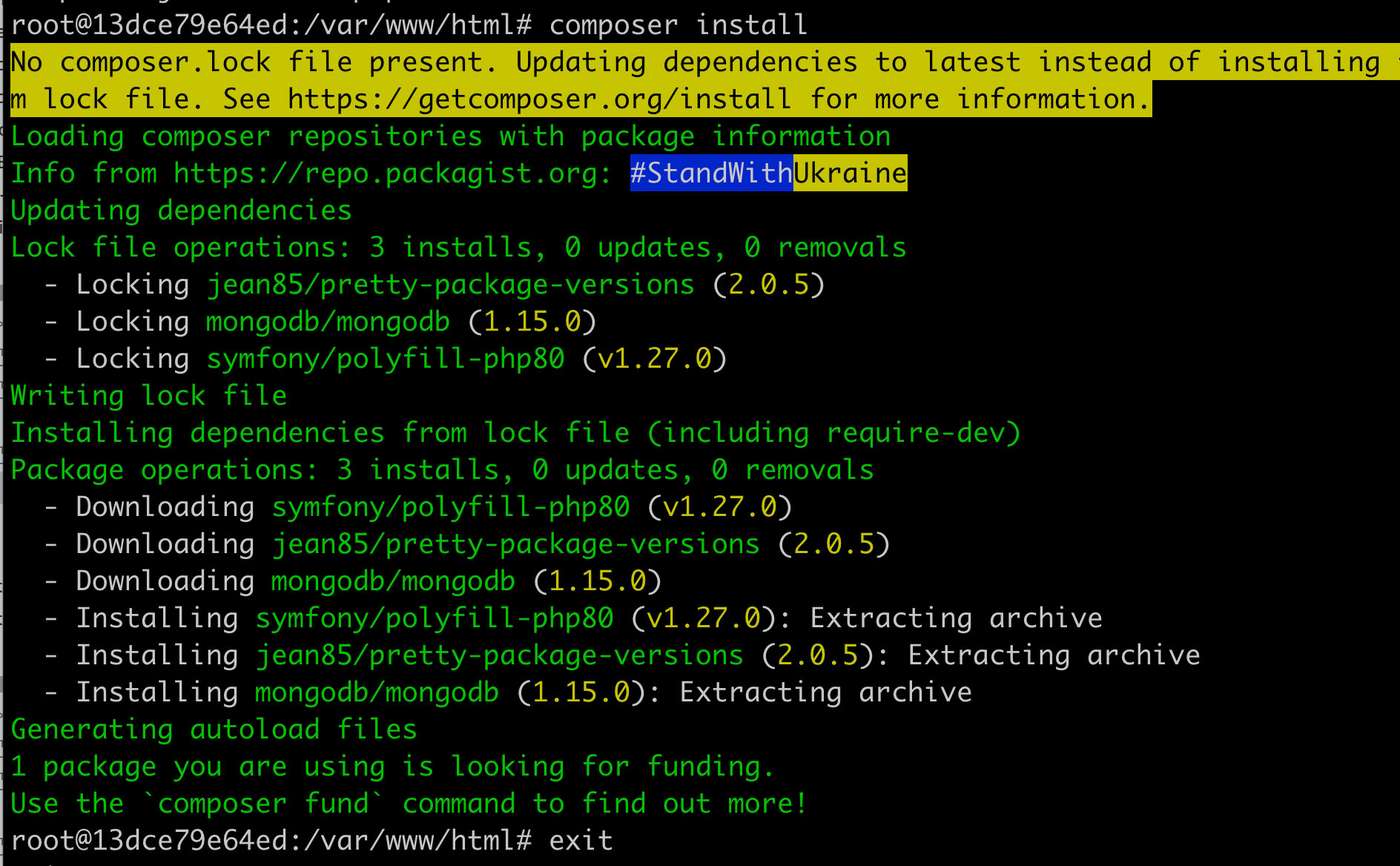 root@13dce79e64ed:/var/www/html# composer install
No composer.lock file present. Updating dependencies to latest instead of installing
m lock file. See https://getcomposer.org/install for more information.
Loading composer repositories with package information
Info from https://repo.packagist.org: #StandWithUkraine
Updating dependencies
Lock file operations: 3 installs, 0 updates, 0 removals
  - Locking jean85/pretty-package-versions (2.0.5)
  - Locking mongodb/mongodb (1.15.0)
  - Locking symfony/polyfill-php80 (v1.27.0)
Writing lock file
Installing dependencies from lock file (including require-dev)
Package operations: 3 installs, 0 updates, 0 removals
  - Downloading symfony/polyfill-php80 (v1.27.0)
  - Downloading jean85/pretty-package-versions (2.0.5)
  - Downloading mongodb/mongodb (1.15.0)
  - Installing symfony/polyfill-php80 (v1.27.0): Extracting archive
  - Installing jean85/pretty-package-versions (2.0.5): Extracting archive
  - Installing mongodb/mongodb (1.15.0): Extracting archive
Generating autoload files
1 package you are using is looking for funding.
Use the `composer fund` command to find out more!
root@13dce79e64ed:/var/www/html# exit